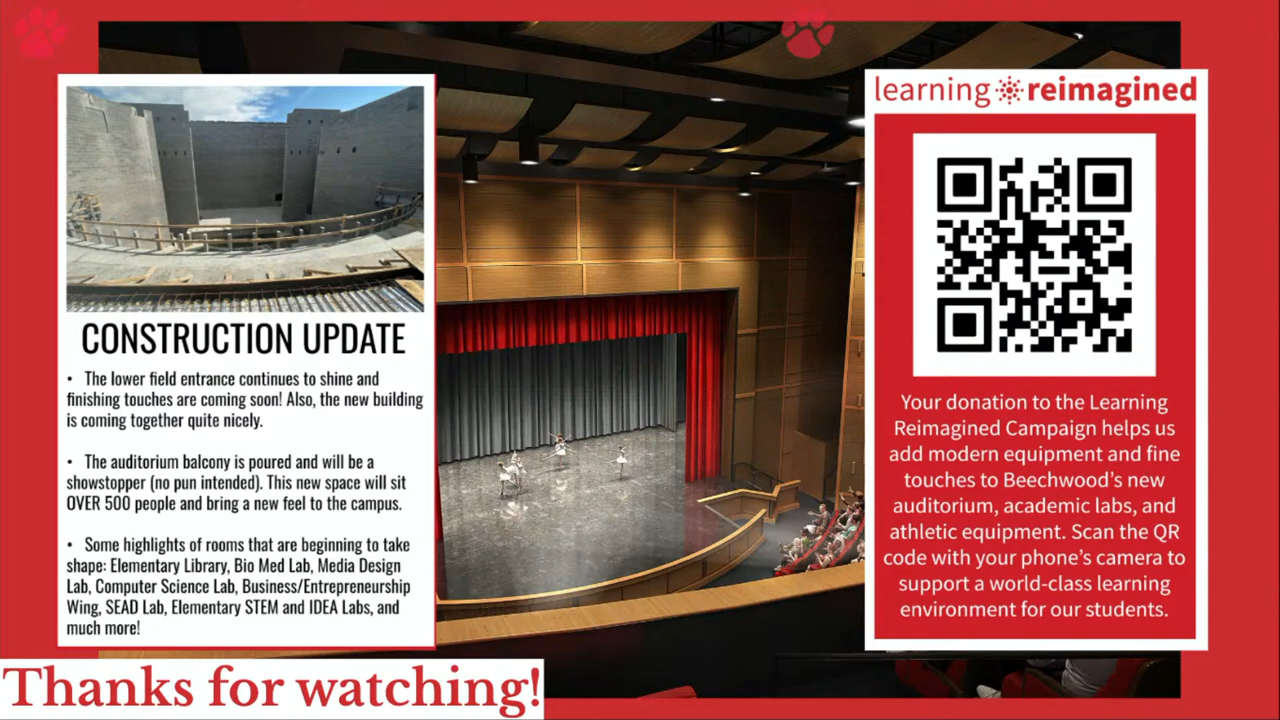 CONSTRUCTION UPDATE
• The lower field entrance continues to shine and
finishing touches are coming soon! Also, the new building
is coming together quite nicely.
• The auditorium balcony is poured and will be a
showstopper (no pun intended). This new space will sit
OVER 500 people and bring a new feel to the campus.
• Some highlights of rooms that are beginning to take
shape: Elementary Library, Bio Med Lab, Media Design
Lab, Computer Science Lab, Business/Entrepreneurship
Wing, SEAD Lab, Elementary STEM and IDEA Labs, and
much more!
Thanks for watching!
learning reimagined
Your donation to the Learning
Reimagined Campaign helps us
add modern equipment and fine
touches to Beechwood’s new
auditorium, academic labs, and
athletic equipment. Scan the QR
code with your phone’s camera to
support a world-class learning
environment for our students.